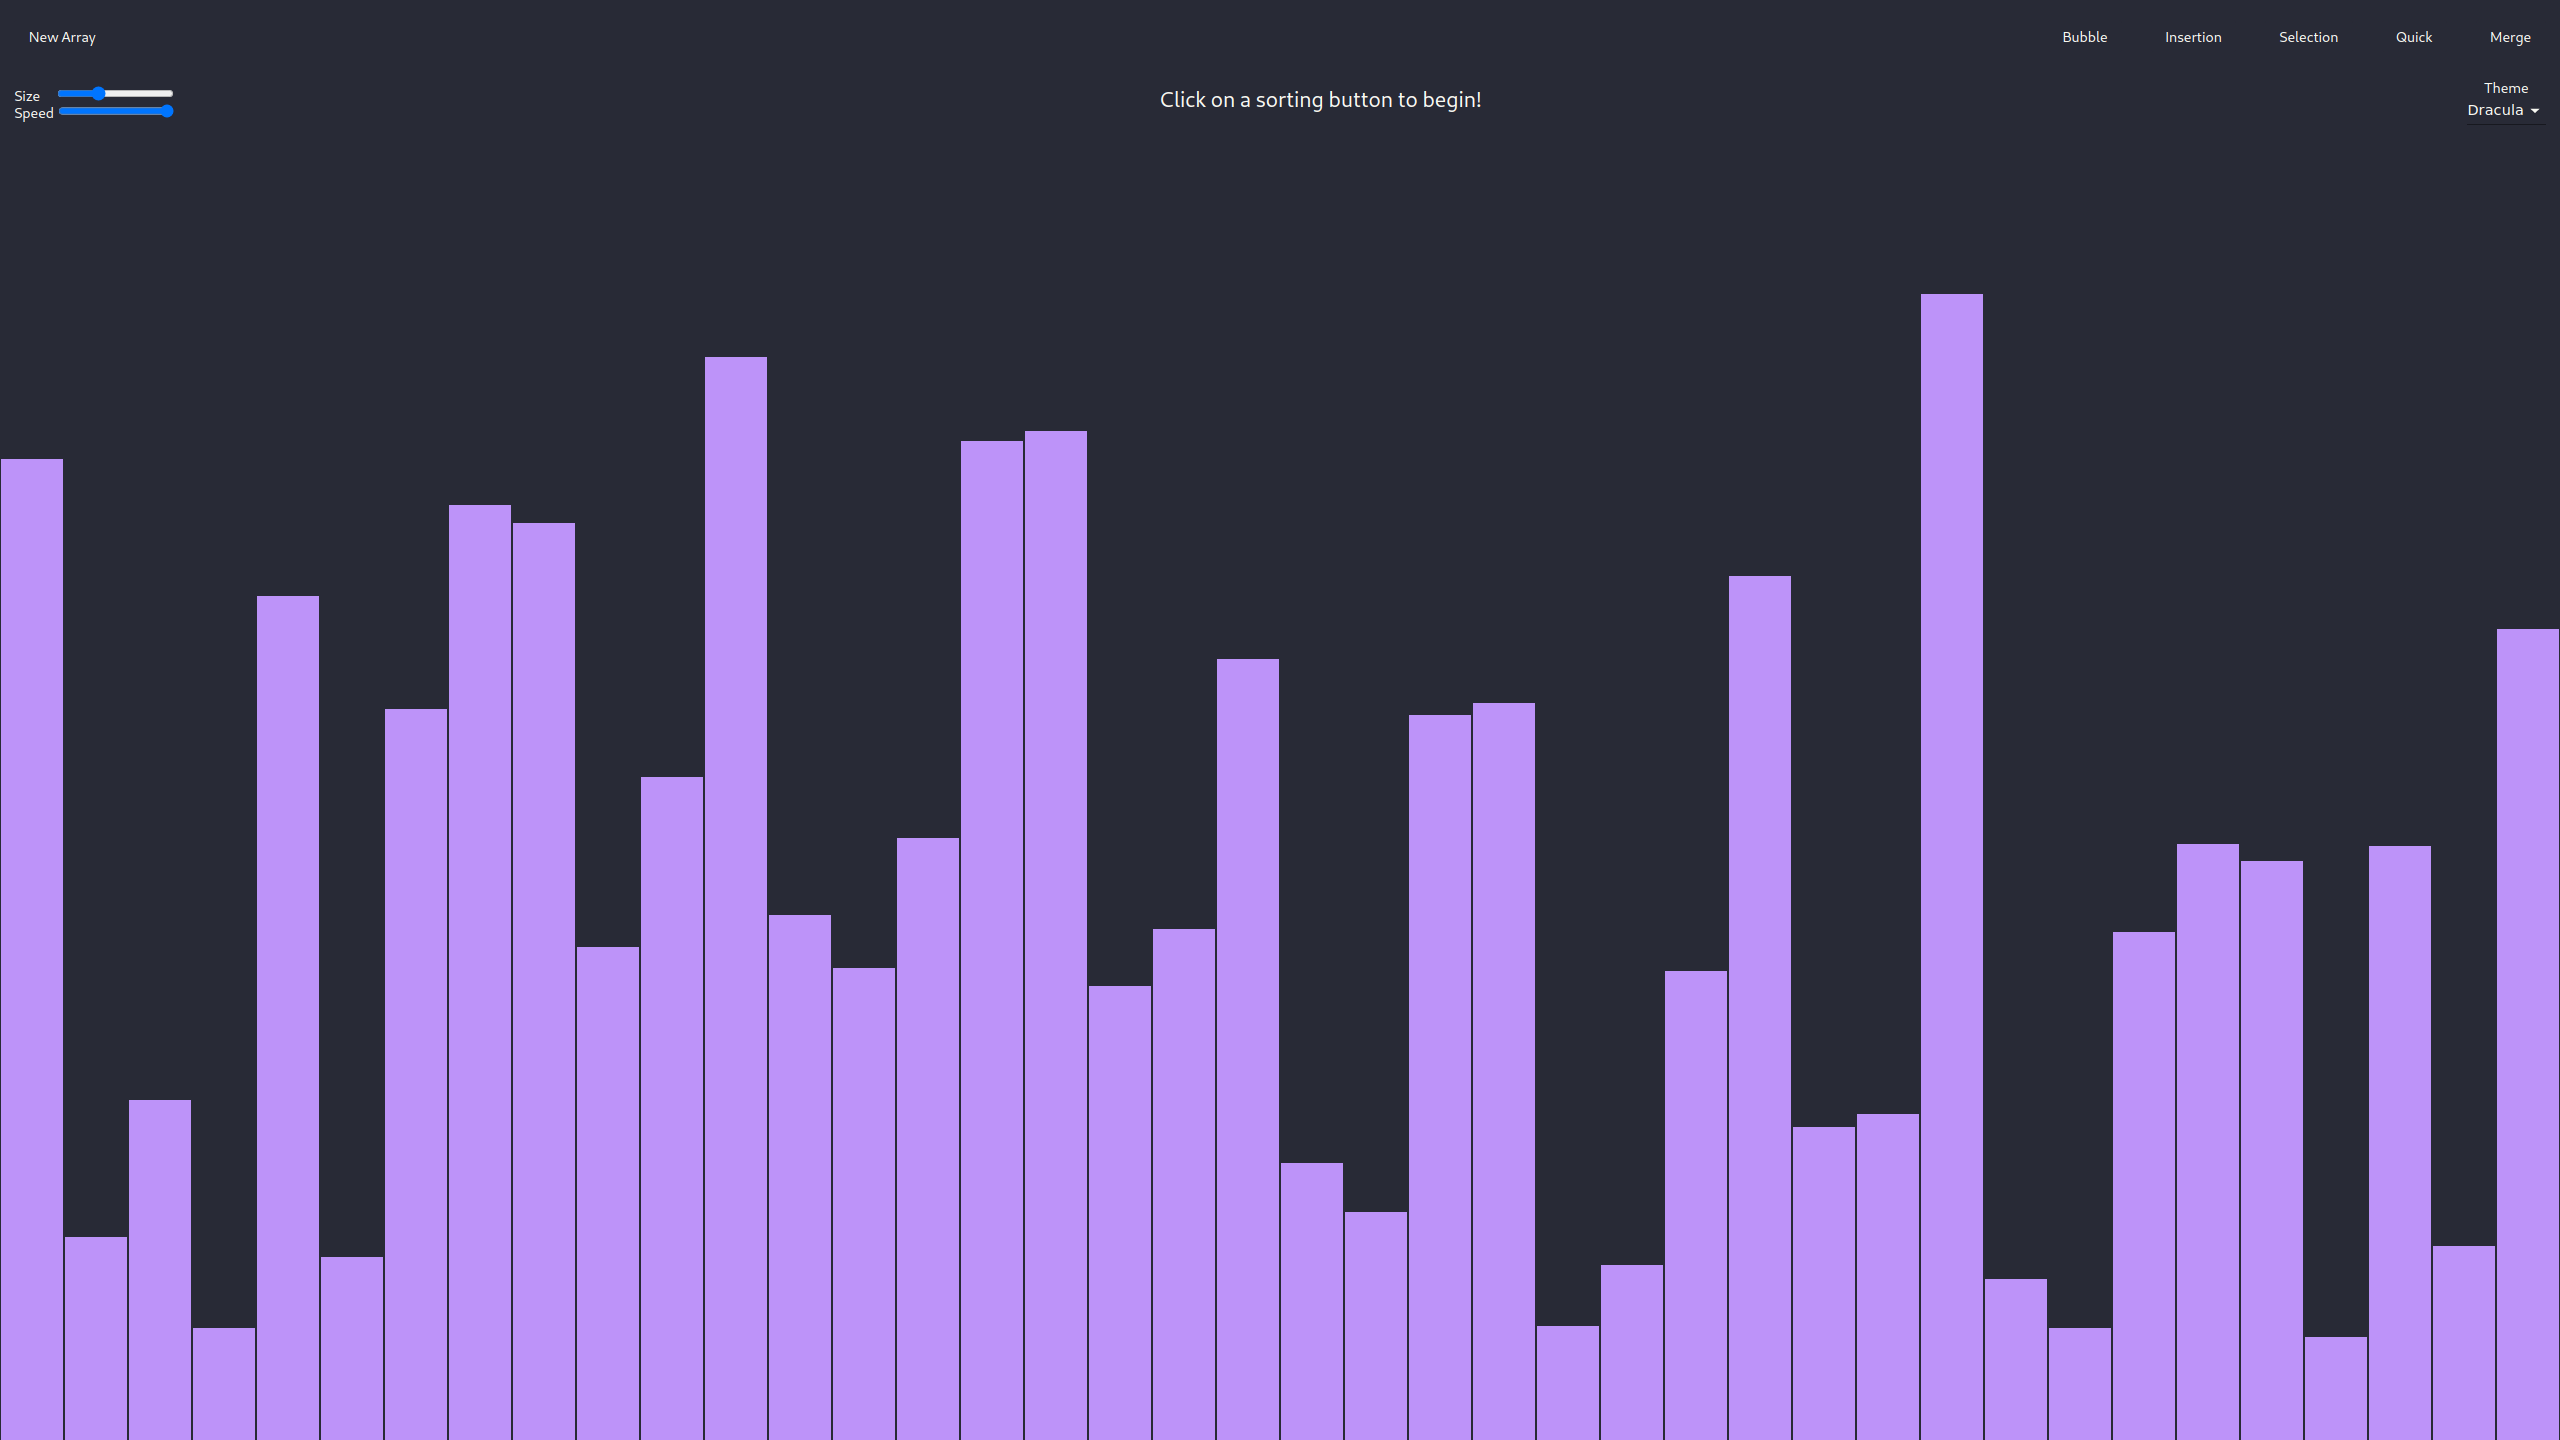 New Array
Bubble
Insertion
Selection
Quick
Merge
Size
Speed
Click on a sorting button to begin!
Theme
Dracula